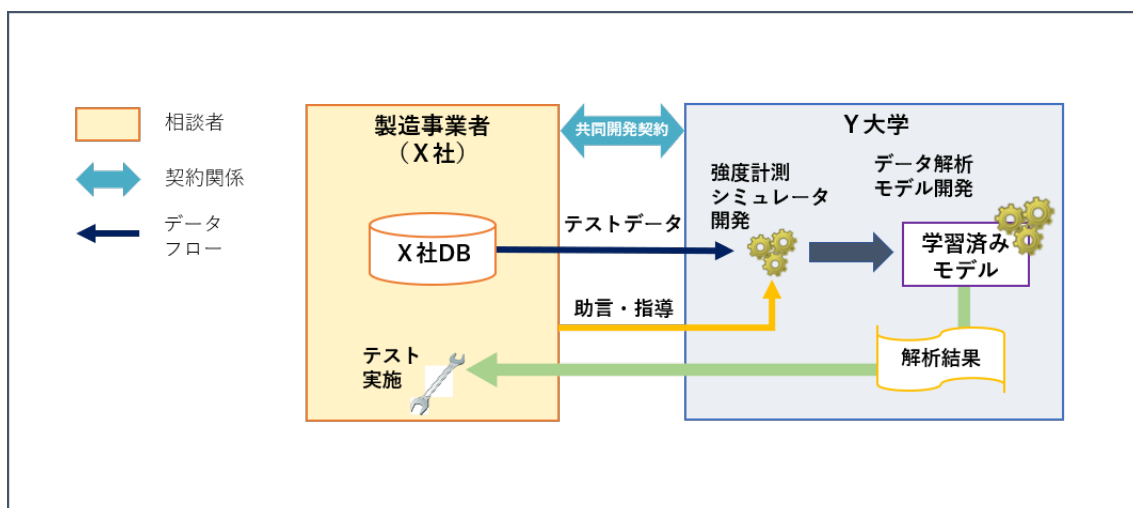 相談者
契約関係
データ
フロー
製造事業者
（X社）
共同開発契約
Y大学
X社DB
テストデータ
助言・指導
テスト
実施
強度計測
シミュレータ
開発
データ解析
モデル開発
学習済み
モデル
解析結果